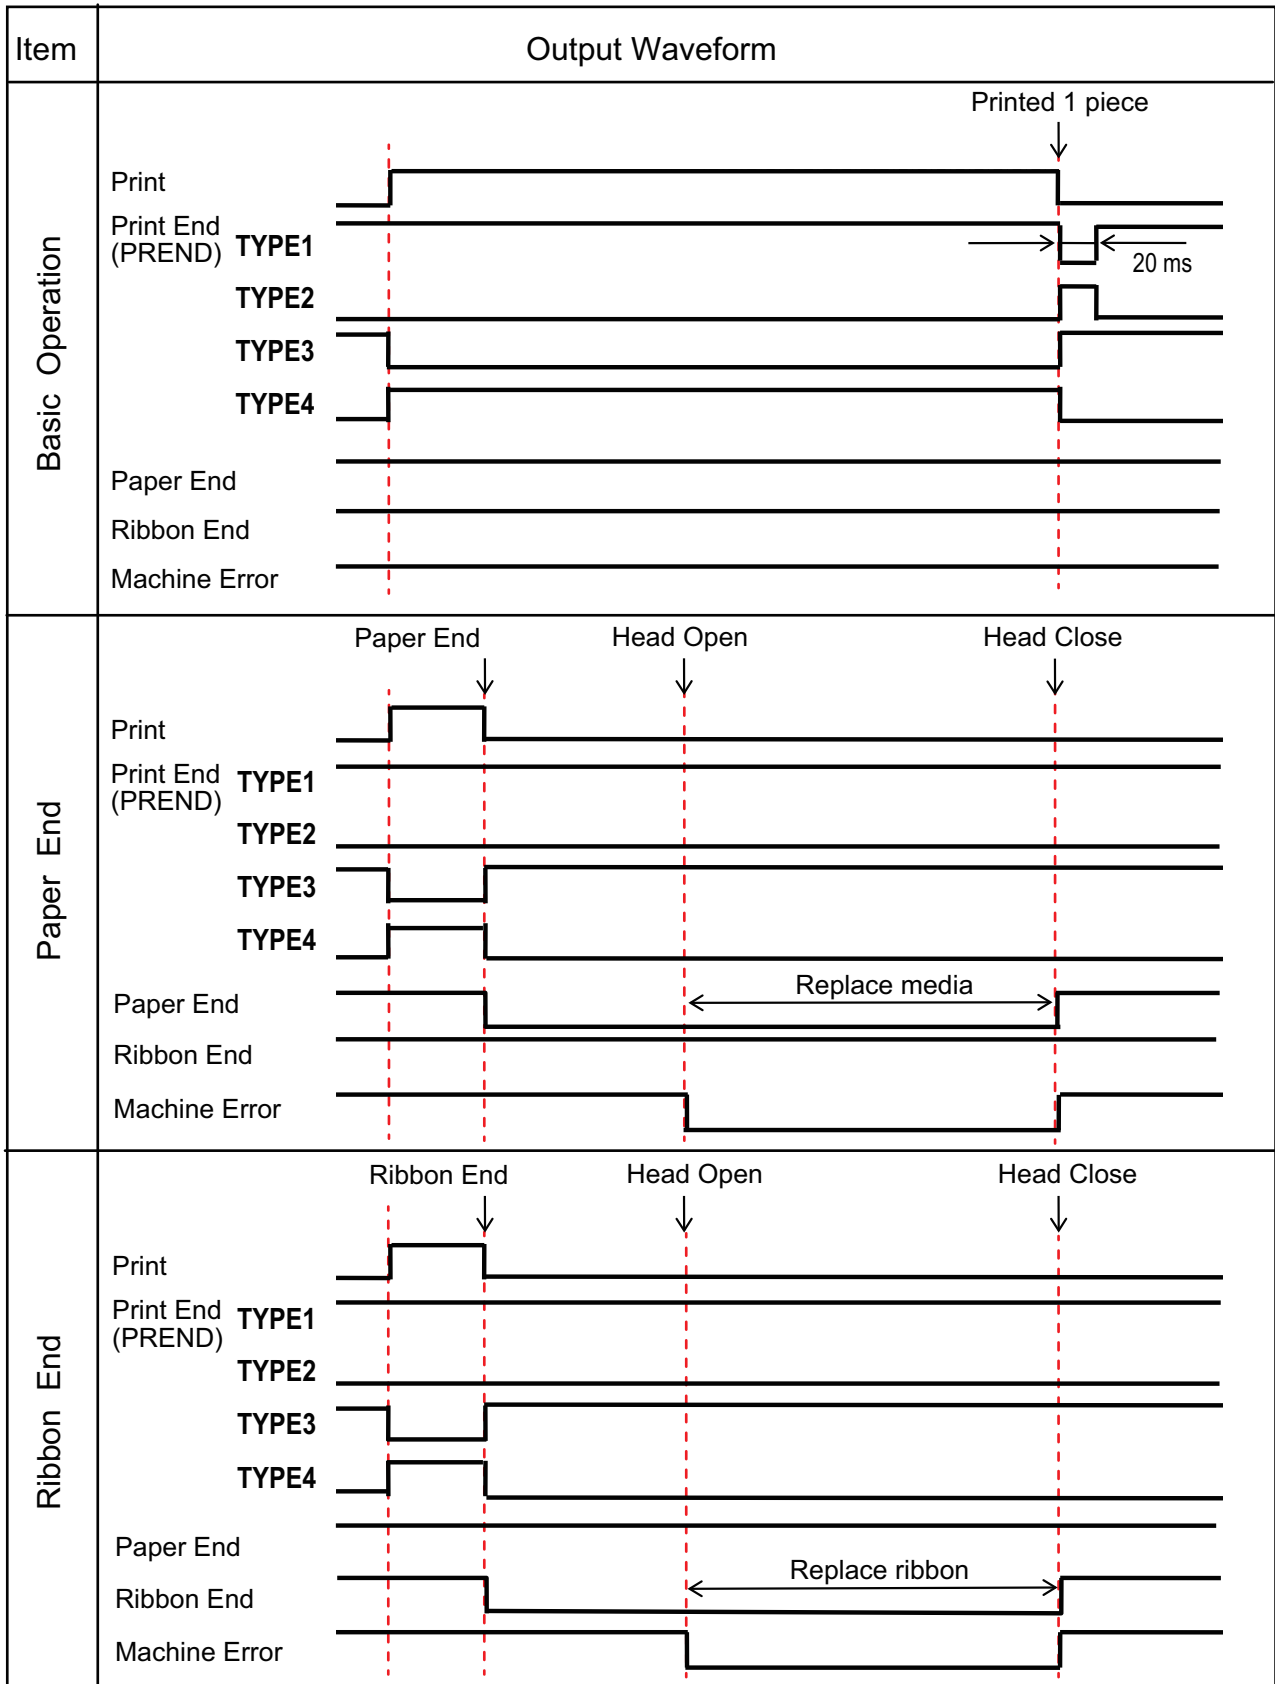 Item
Output Waveform
Basic Operation
Printed 1 piece
Print
Print End
(PREND)
TYPE1
20 ms
TYPE2
TYPE3
TYPE4
Paper End
Ribbon End
Machine Error
Paper End
Paper End
Head Open
Head Close
Print
Print End
(PREND)
TYPE1
TYPE2
TYPE3
TYPE4
Paper End
Replace media
Ribbon End
Machine Error
Ribbon End
Ribbon End
Head Open
Head Close
Print
Print End
(PREND)
TYPE1
TYPE2
TYPE3
TYPE4
Paper End
Ribbon End
Replace ribbon
Machine Error